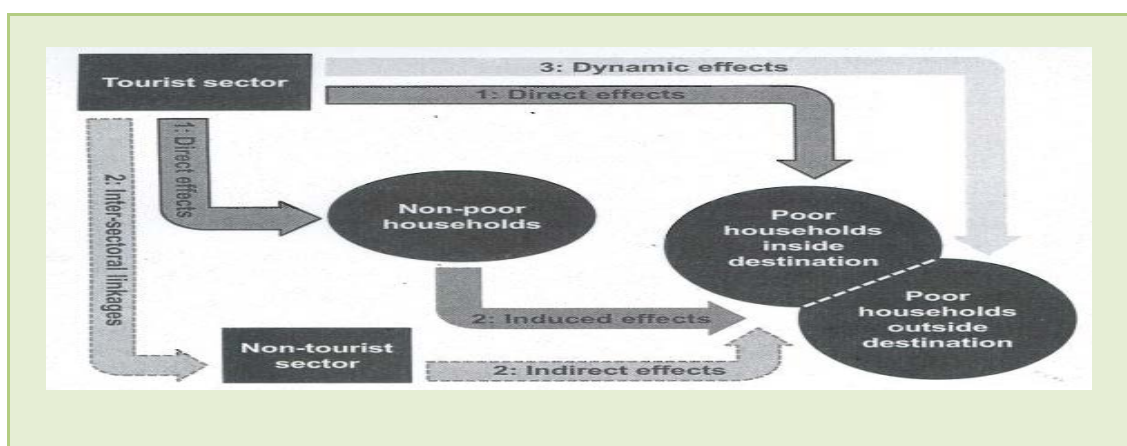 Tourist sector
3: Dynamic effects
1: Direct effects
1: Direct effects
2: Inter-sectoral linkages
Non-poor
households
Poor
households
inside
destination
2: Induced effects
Poor
households
outside
destination
Non-tourist
sector
2: Indirect effects